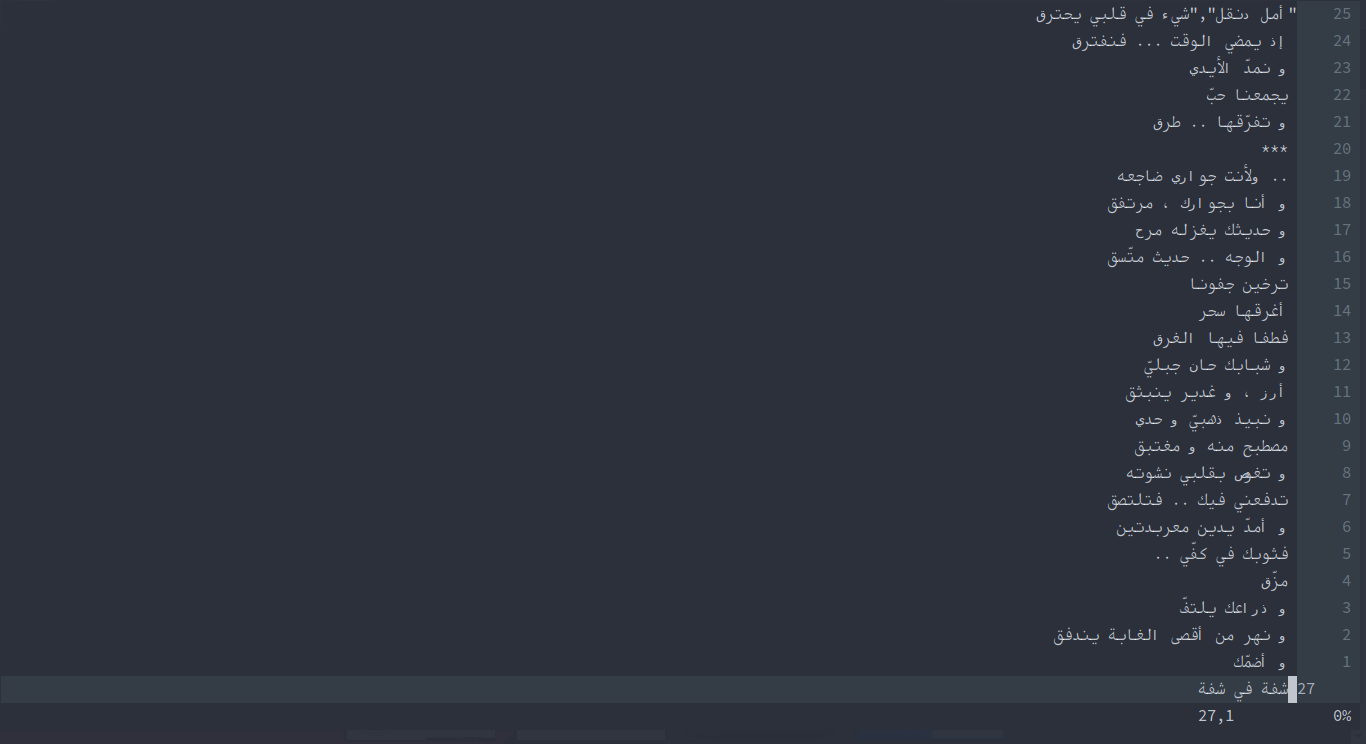 25 "أمل دنقل","شيء في قلبي يحترق
24 إذ يمضي الوقت ... فنفترق
23 و نمدّ الأيدي
22 يجمعنا حبّ
21 و تفرّقها .. طرق
20 ***
19 .. ولأنت جواري ضاجعه
18 و أنا بجوارك ، مرتفق
17 و حديثك يغزله مرح
16 و الوجه .. حديث متّسق
15 ترخين جفونا
14 أغرقها سحر
13 فطفا فيها الغرق
12 و شبابك حان جبليّ
11 أرز ، و غدير ينبثق
10 و نبيذ ذهبيّ و حدي
9 مصطبح منه و مغتبق
8 و تغوص بقلبي نشوته
7 تدفعني فيك .. فتلتصق
6 و أمدّ يدين معربدتين
5 فثوبك في كفّي ..
4 مزّق
3 و ذراعك يلتفّ
2 و نهر من أقصى الغابة يندفق
1 و أضمّك
27 شفة في شفة
27,1 0%